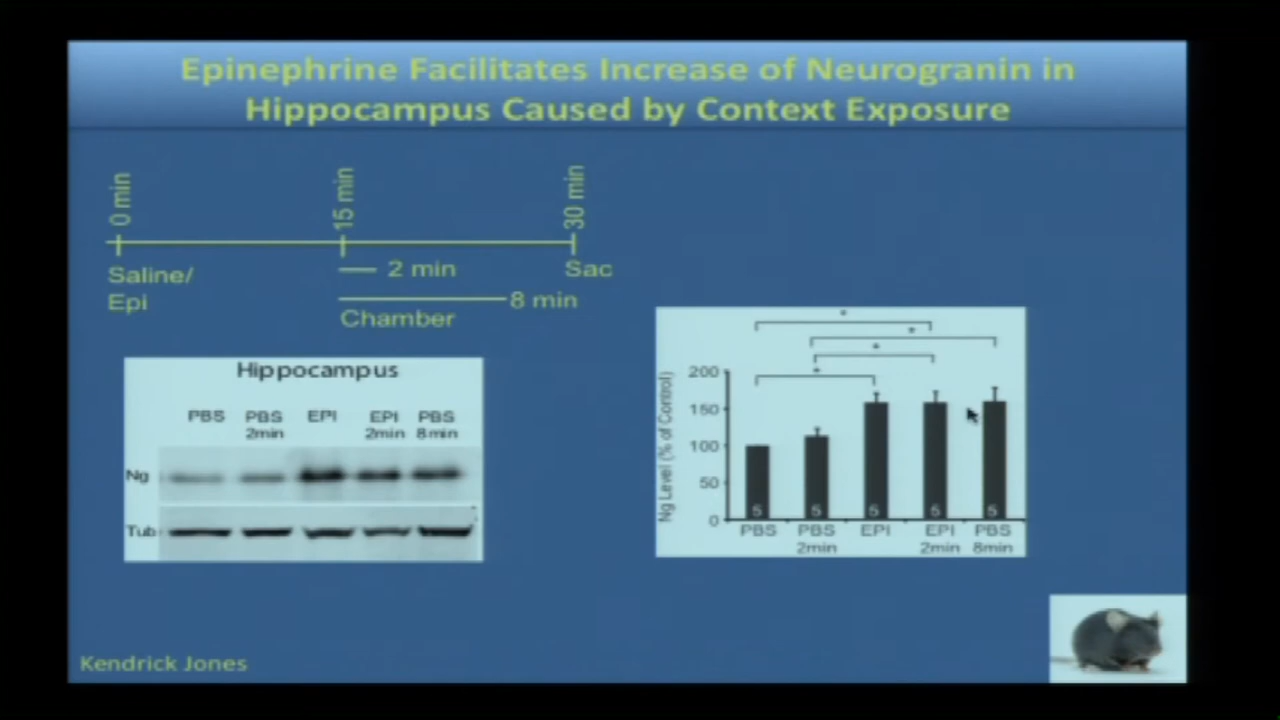 Epinephrine Facilitates Increase of Neurogranin in
Hippocampus Caused by Context Exposure
0 min
15 min
30 min
Saline/
Epi
2 min
Sac
8 min
Chamber
Hippocampus
PBS PBS EPI EPI PBS
2min 2min 8min
Ng
Tub
* * * *
Ng Level (% of Control)
200
150
100
50
0
5 5 5 5 5
PBS PBS EPI EPI PBS
2min 2min 8min
Kendrick Jones